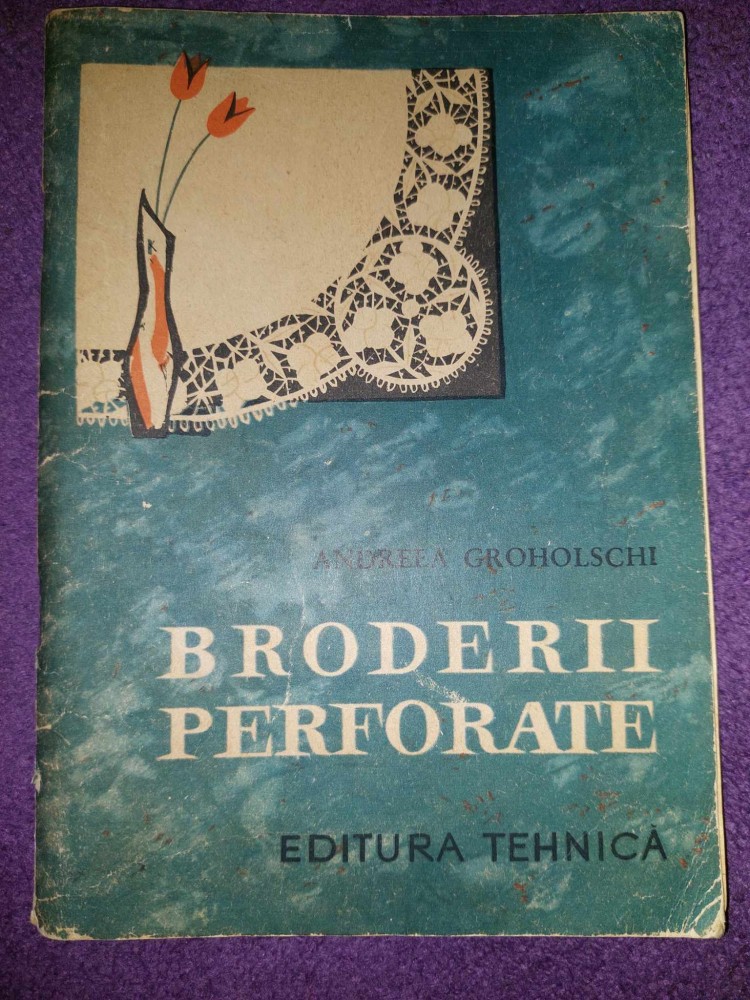 K
ANDREEA GROHOLSCHI
BRODERII
PERFORATE
EDITURA TEHNICĂ